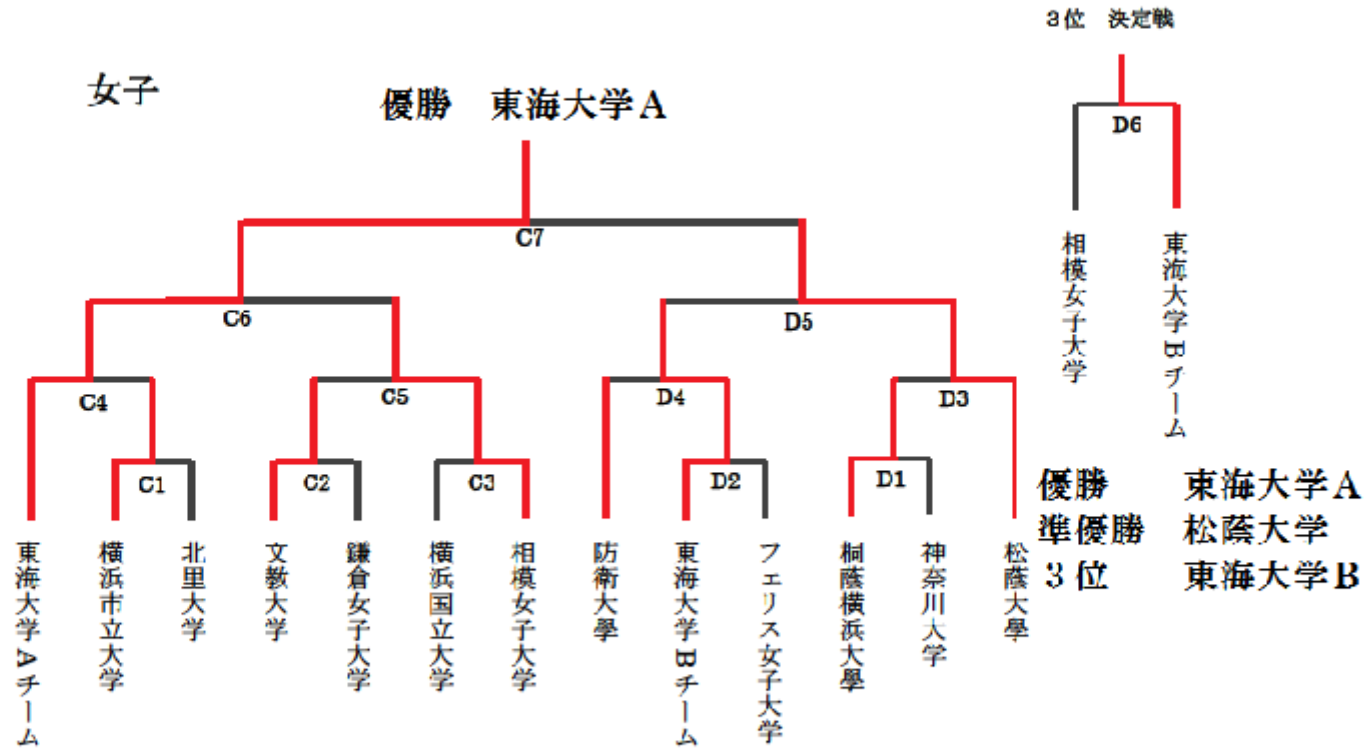 3位 決定戦
女子
優勝 東海大学A
D6
C7
相模女子大学
東海大学Bチーム
C6
D5
C4
C5
D4
D3
C1
C2
C3
D2
D1
優勝 東海大学A
準優勝 松蔭大学
3位 東海大学B
東海大学Aチーム
横浜市立大学
北里大学
文教大学
鎌倉女子大学
横浜国立大学
相模女子大学
防衛大學
東海大学Bチーム
フェリス女子大学
桐蔭横浜大學
神奈川大学
松蔭大學